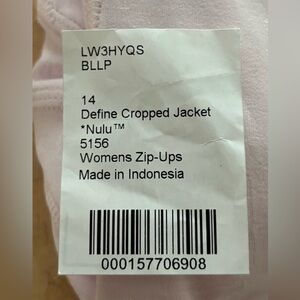 LW3HYQS
BLLP
14
Define Cropped Jacket
*Nulu™
5156
Womens Zip-Ups
Made in Indonesia
000157706908